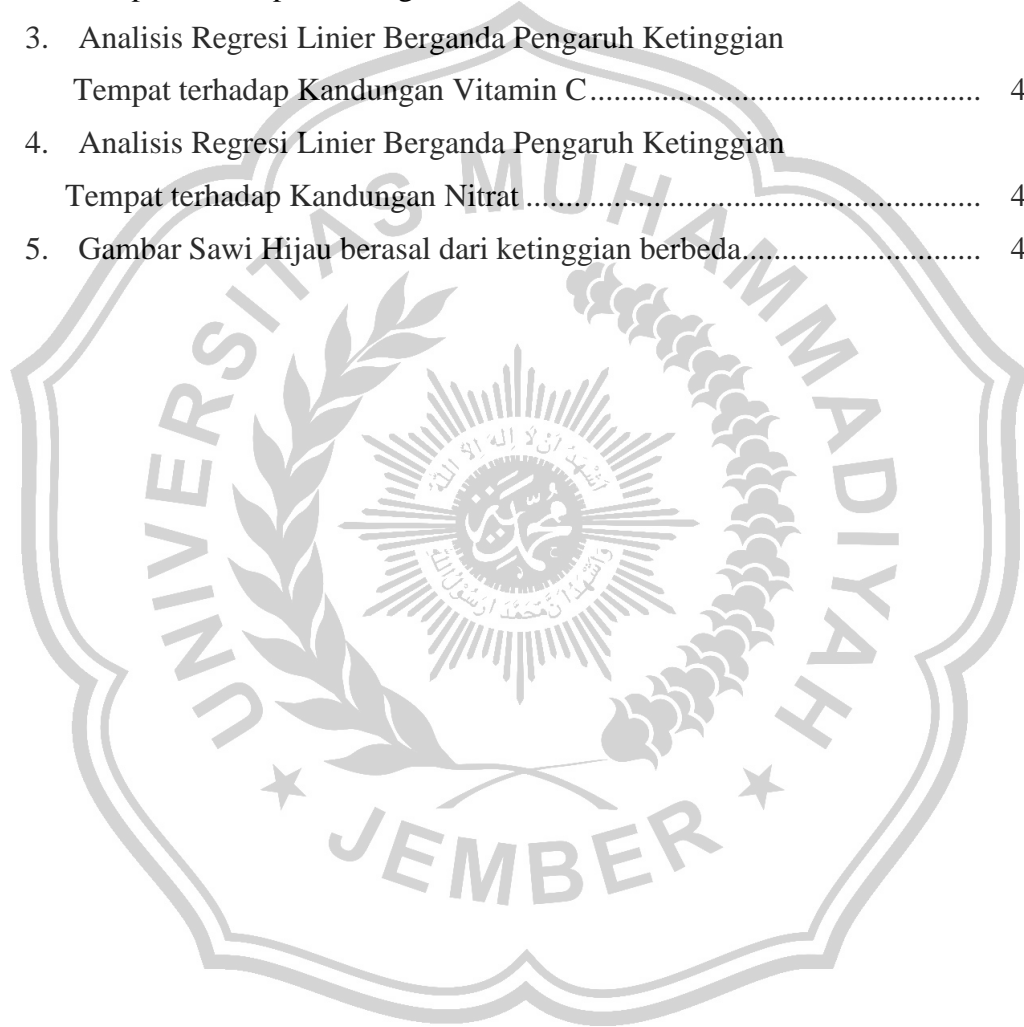 3. Analisis Regresi Linier Berganda Pengaruh Ketinggian
Tempat terhadap Kandungan Vitamin C............................................... 4
4. Analisis Regresi Linier Berganda Pengaruh Ketinggian
Tempat terhadap Kandungan Nitrat ....................................................... 4
5. Gambar Sawi Hijau berasal dari ketinggian berbeda............................. 4
UNIVERSITAS MUHAMMADIYAH
JEMBER